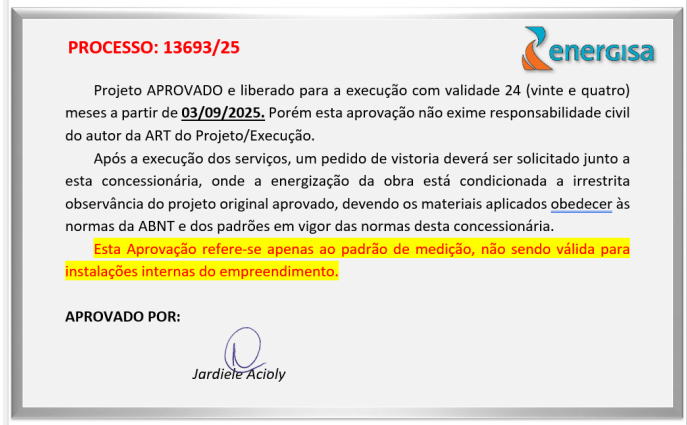 PROCESSO: 13693/25
energisa
Projeto APROVADO e liberado para a execução com validade 24 (vinte e quatro)
meses a partir de 03/09/2025. Porém esta aprovação não exime responsabilidade civil
do autor da ART do Projeto/Execução.
Após a execução dos serviços, um pedido de vistoria deverá ser solicitado junto a
esta concessionária, onde a energização da obra está condicionada a irrestrita
observância do projeto original aprovado, devendo os materiais aplicados obedecer às
normas da ABNT e dos padrões em vigor das normas desta concessionária.
Esta Aprovação refere-se apenas ao padrão de medição, não sendo válida para
instalações internas do empreendimento.
APROVADO POR:
Jardiele Acioly